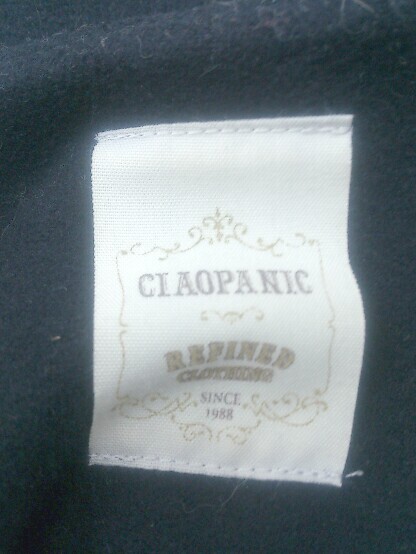 CIAOPANIC
REFINED
CLOTHING
SINCE
1988